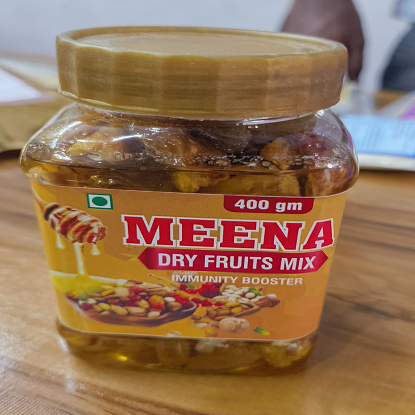 400 gm
MEENA
DRY FRUITS MIX
IMMUNITY BOOSTER